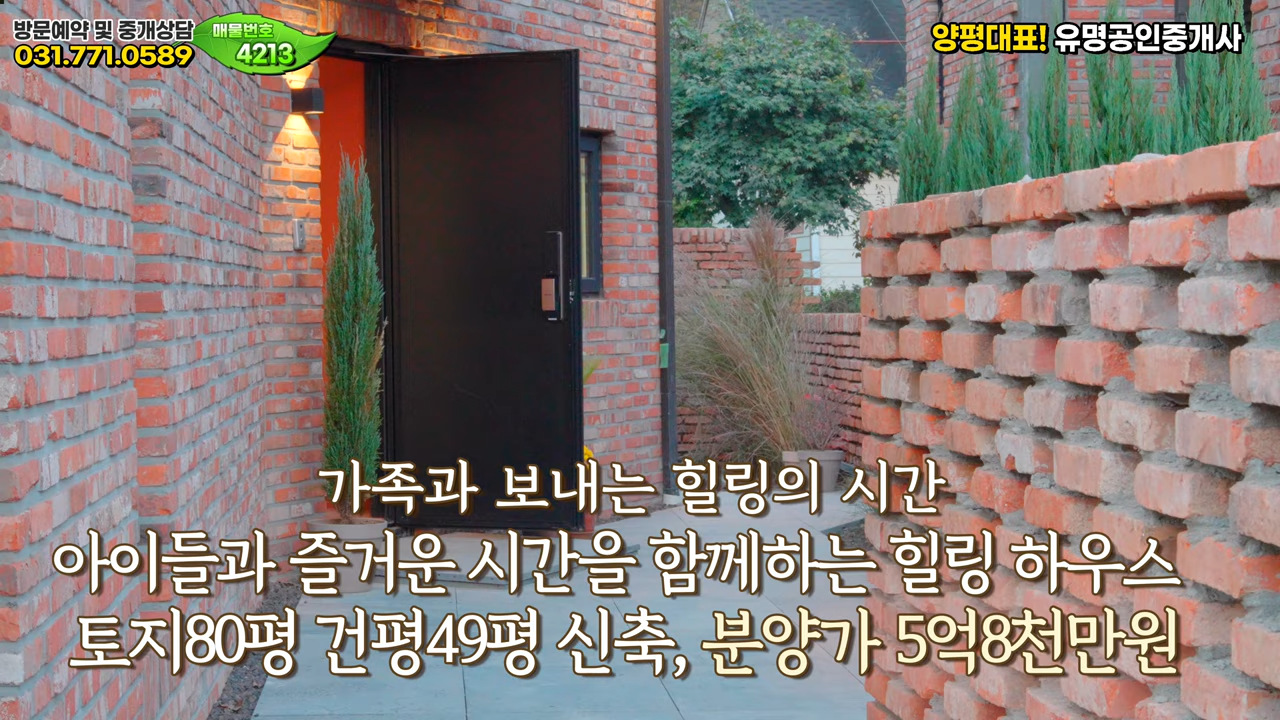 방문예약 및 중개상담
031.771.0589
매물번호
4213
양평대표! 유명공인중개사
가족과 보내는 힐링의 시간
아이들과 즐거운 시간을 함께하는 힐링 하우스
토지80평 건평49평 신축, 분양가 5억8천만원